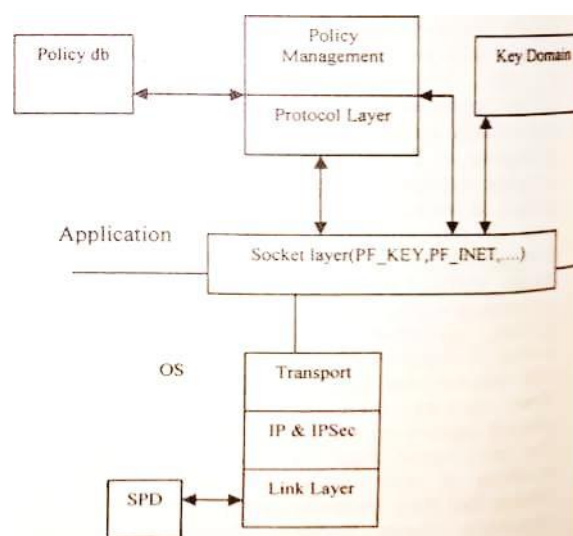 Policy db
Policy
Management
Key Domain
Protocol Layer
Application
Socket layer(PF_KEY,PF_INET,....)
OS
Transport
IP & IPSec
Link Layer
SPD